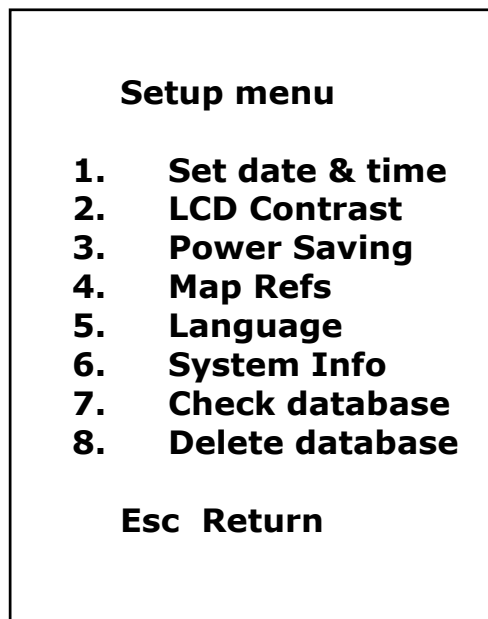 Setup menu
1. Set date & time
2. LCD Contrast
3. Power Saving
4. Map Refs
5. Language
6. System Info
7. Check database
8. Delete database
Esc Return